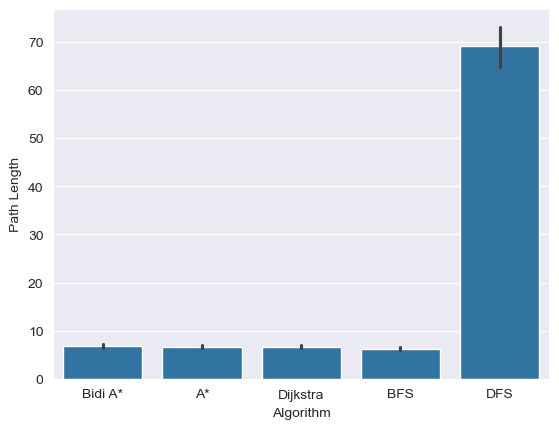 Path Length
70
60
50
40
30
20
10
0
Bidi A*
A*
Dijkstra
BFS
DFS
Algorithm